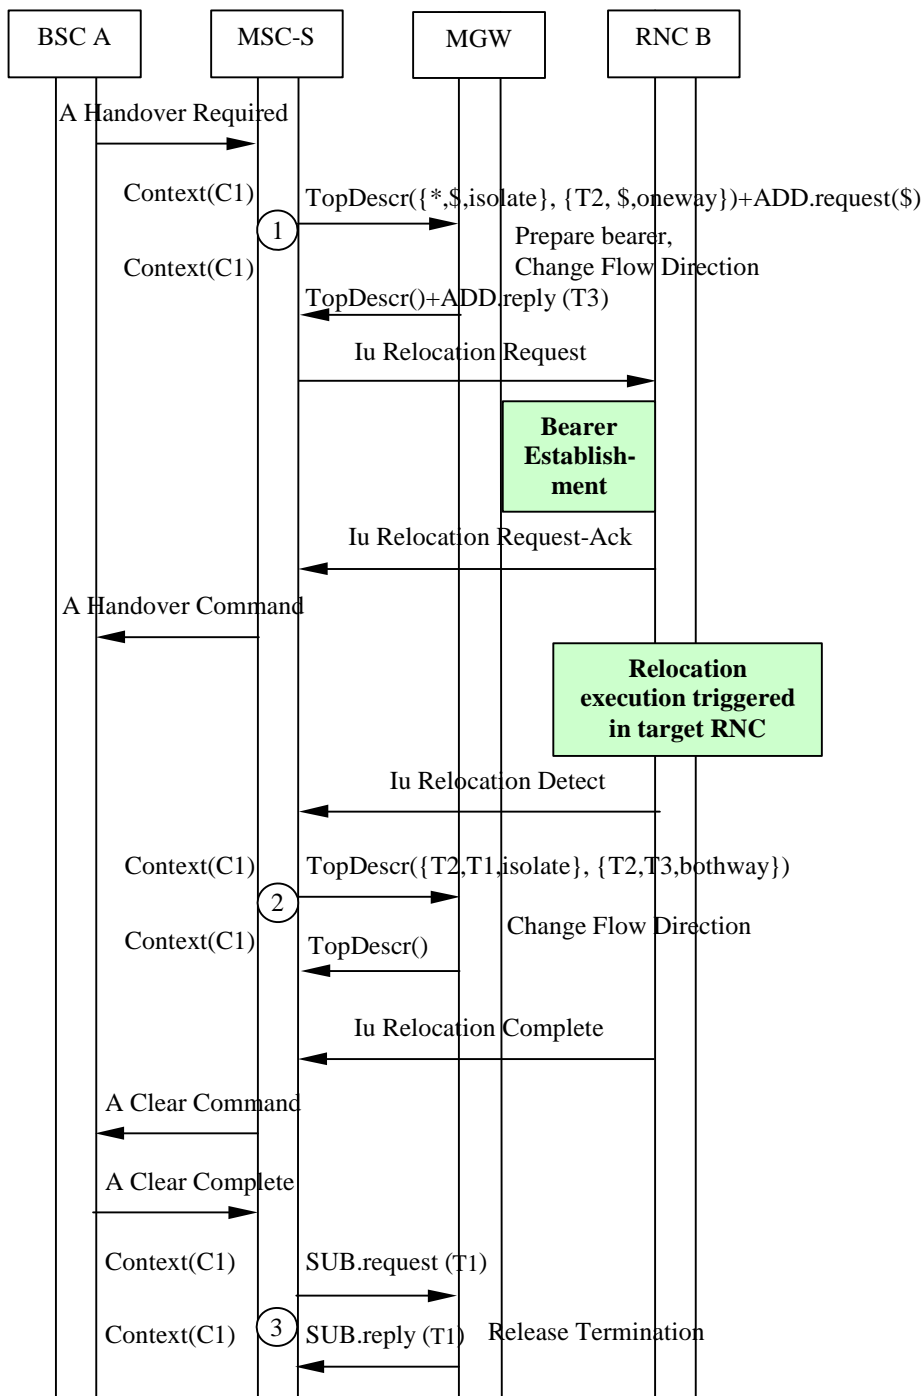 BSC A
MSC-S
MGW
RNC B
A Handover Required
Context(C1)
TopDescr({*,$,isolate}, {T2, $,oneway})+ADD.request($)
1
Prepare bearer,
Change Flow Direction
Context(C1)
TopDescr()+ADD.reply (T3)
Iu Relocation Request
Bearer
Establish-
ment
Iu Relocation Request-Ack
A Handover Command
Relocation
execution triggered
in target RNC
Iu Relocation Detect
Context(C1)
TopDescr({T2,T1,isolate}, {T2,T3,bothway})
2
Change Flow Direction
Context(C1)
TopDescr()
Iu Relocation Complete
A Clear Command
A Clear Complete
Context(C1)
SUB.request (T1)
3
Context(C1)
SUB.reply (T1)
Release Termination